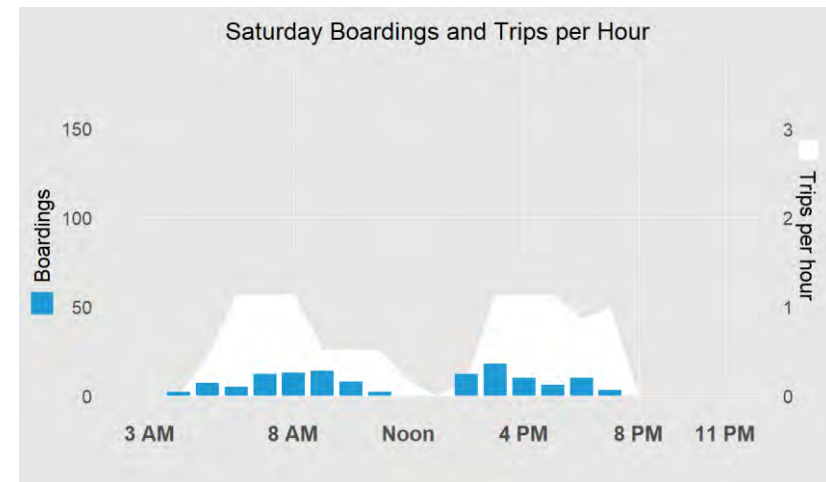 Saturday Boardings and Trips per Hour
150
100
50
0
Boardings
3
2
1
0
Trips per hour
3 AM 8 AM Noon 4 PM 8 PM 11 PM